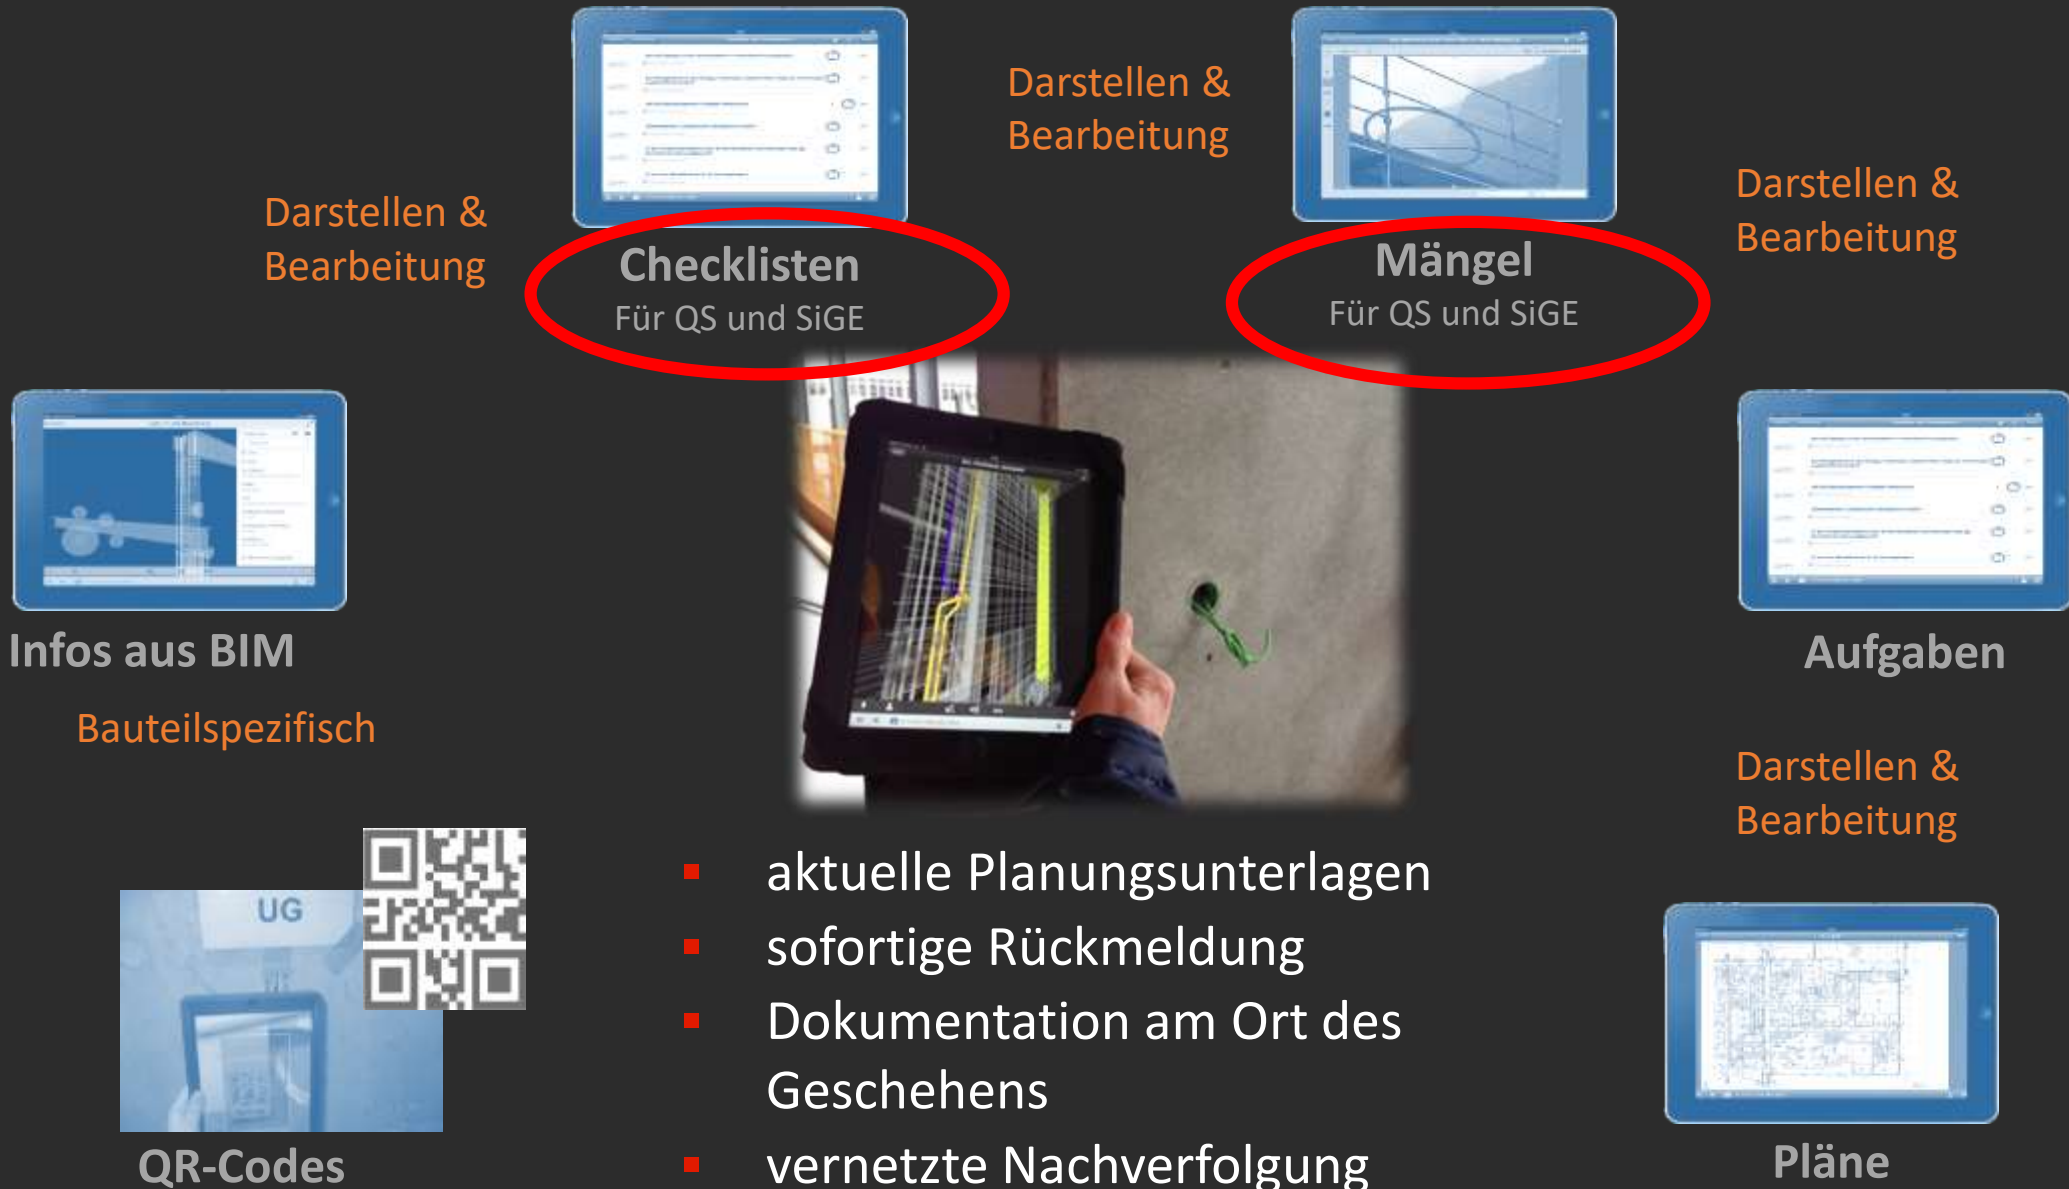 Darstellen &
Bearbeitung
Darstellen &
Bearbeitung
Darstellen &
Bearbeitung
Checklisten
Für QS und SiGE
Mängel
Für QS und SiGE
Infos aus BIM
Bauteilspezifisch
Aufgaben
Darstellen &
Bearbeitung
UG
QR-Codes
aktuelle Planungsunterlagen
sofortige Rückmeldung
Dokumentation am Ort des
Geschehens
vernetzte Nachverfolgung
Pläne